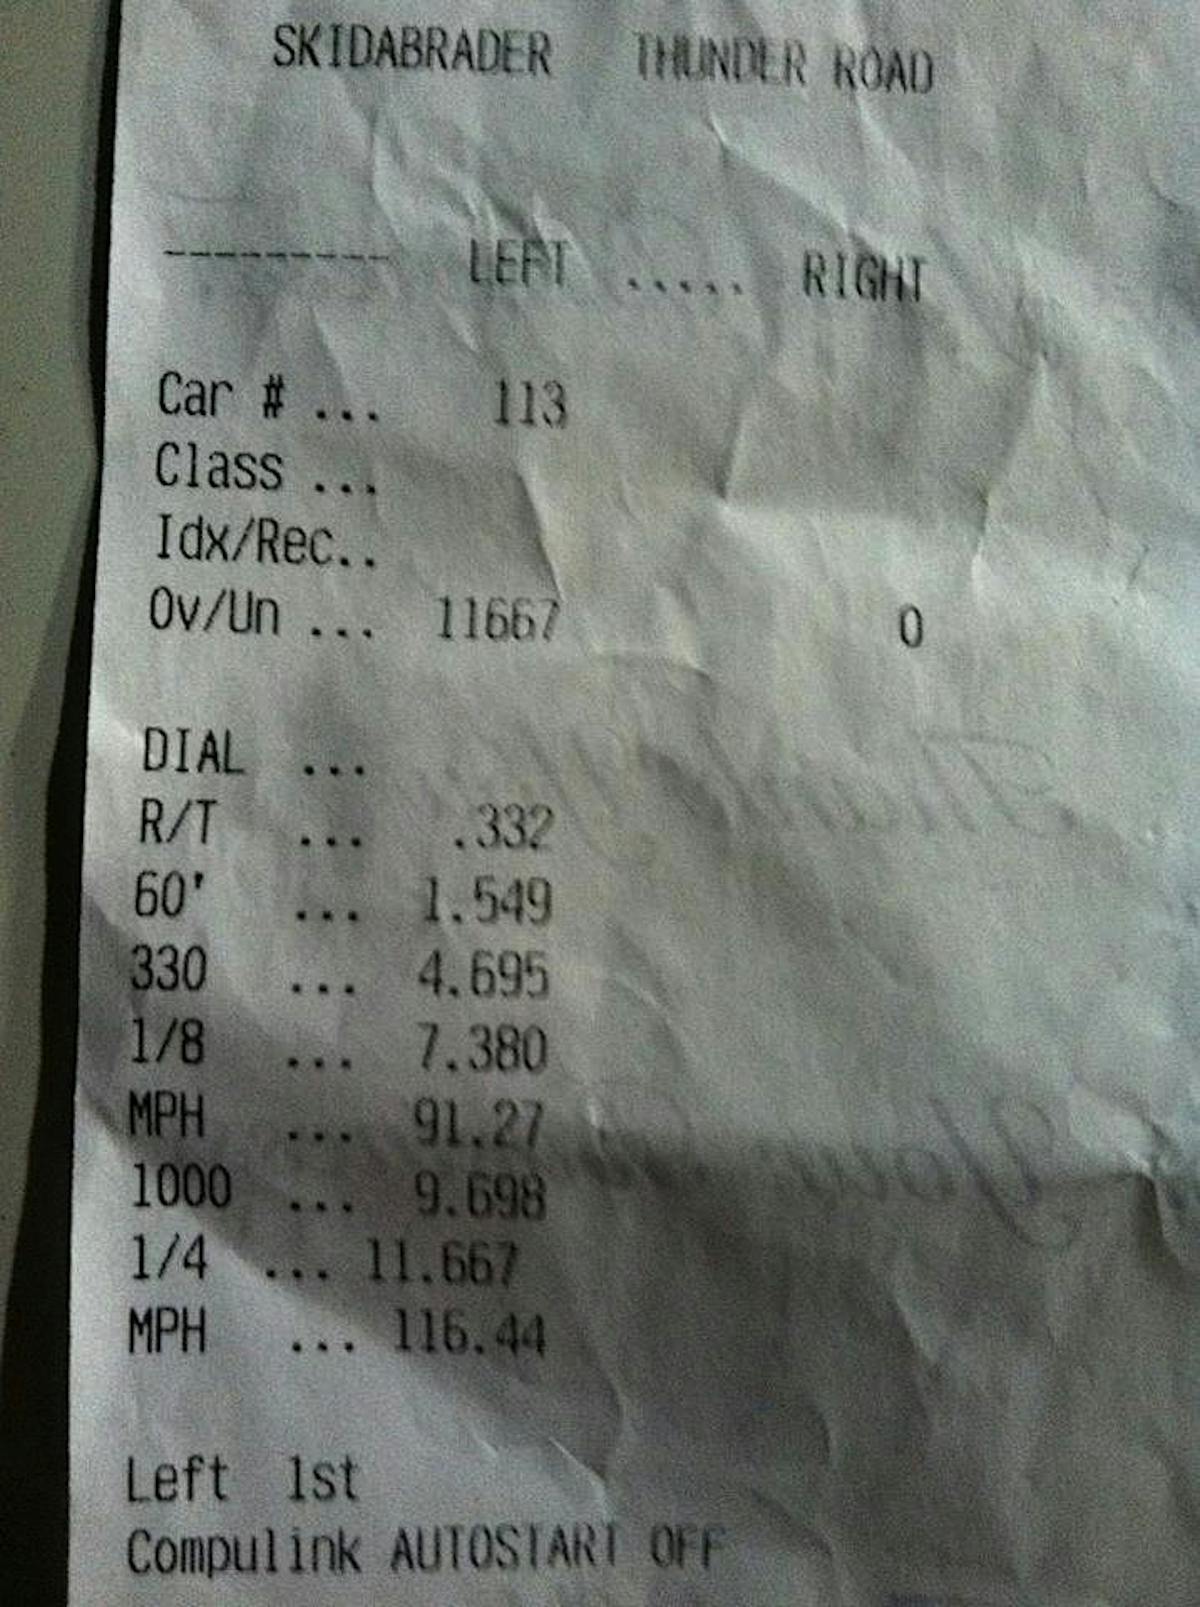 SKIDABRADER THUNDER ROAD
--------- LEFT ..... RIGHT
Car # ... 113
Class ...
Idx/Rec..
Ov/Un ... 11667 0
DIAL ...
R/T ... .332
60' ... 1.549
330 ... 4.695
1/8 ... 7.380
MPH ... 91.27
1000 ... 9.698
1/4 ... 11.667
MPH ... 116.44
Left 1st
Compulink AUTOSTART OFF